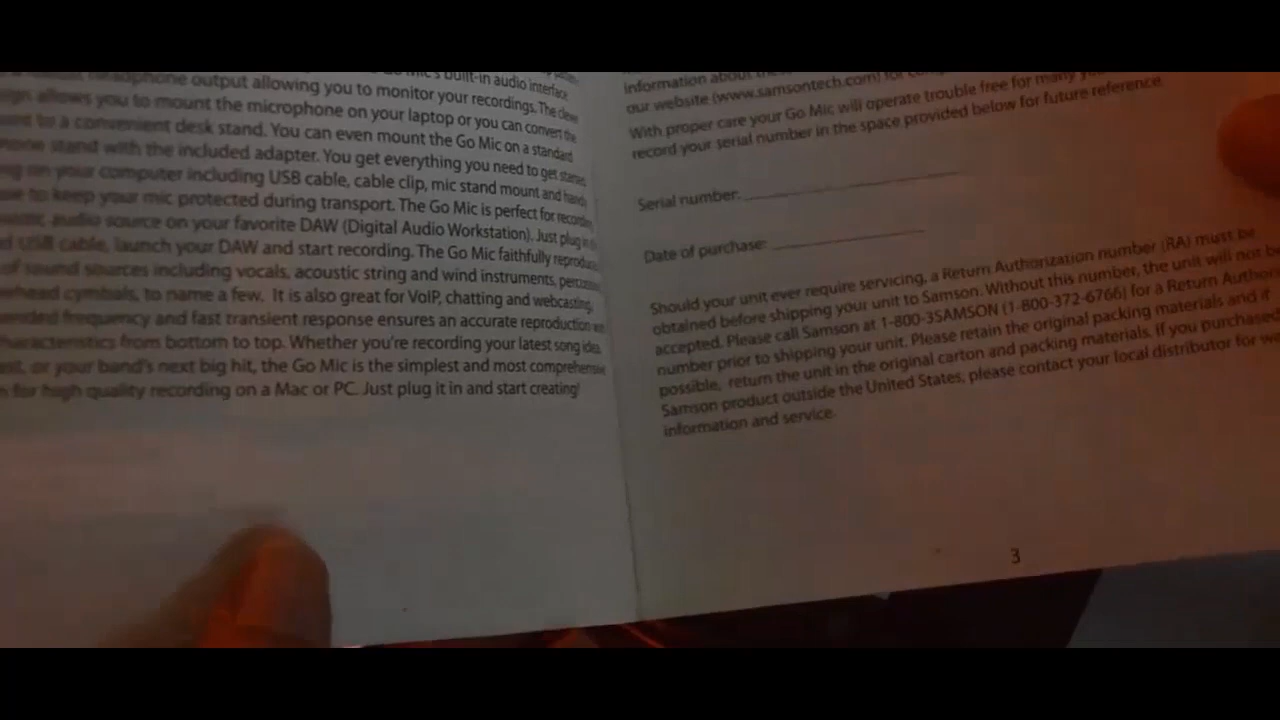 Mic's built-in audio interface
headphone output allowing you to monitor your recordings. The clever
allows you to mount the microphone on your laptop or you can convert the
to a convenient desk stand. You can even mount the Go Mic on a standard
stand with the included adapter. You get everything you need to get started
on your computer including USB cable, cable clip, mic stand mount and
to keep your mic protected during transport. The Go Mic is perfect for
audio source on your favorite DAW (Digital Audio Workstation). Just plug in
USB cable, launch your DAW and start recording. The Go Mic faithfully
of sound sources including vocals, acoustic string and wind instruments,
cymbals, to name a few. It is also great for VoIP, chatting and webcasting.
frequency and fast transient response ensures an accurate reproduction
characteristics from bottom to top. Whether you're recording your latest song idea,
or your band's next big hit, the Go Mic is the simplest and most comprehensive
for high quality recording on a Mac or PC. Just plug it in and start creating!
information about
our website (www.samsontech.com) for
With proper care your Go Mic will operate trouble free for many
record your serial number in the space provided below for future reference.
Serial number:
Date of purchase:
Should your unit ever require servicing, a Return Authorization number (RA) must be
obtained before shipping your unit to Samson. Without this number, the unit will not be
accepted. Please call Samson at 1-800-3SAMSON (1-800-372-6766) for a Return
number prior to shipping your unit. Please retain the original packing materials and if
possible, return the unit in the original carton and packing materials. If you purchased
Samson product outside the United States, please contact your local distributor for
information and service.
3